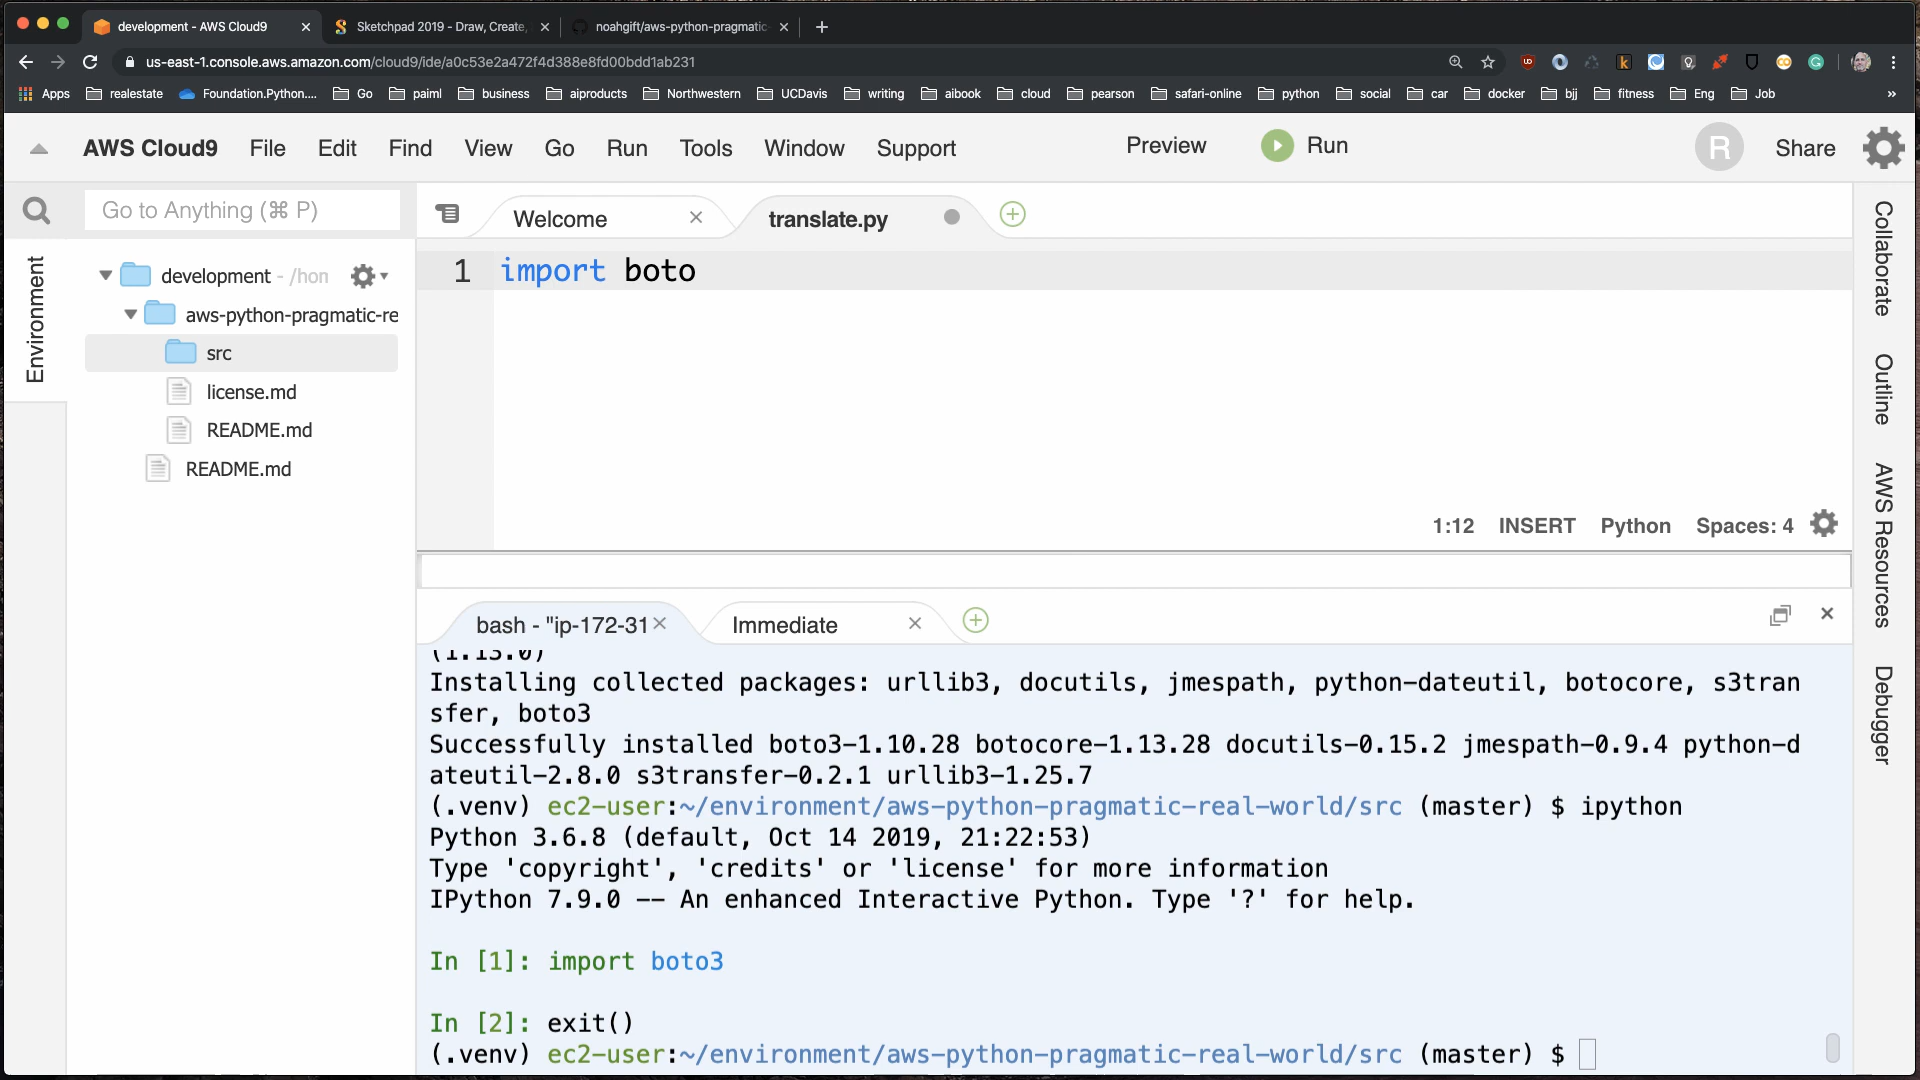 development - AWS Cloud9
Sketchpad 2019 - Draw, Create,
noahgift/aws-python-pragmatic-
us-east-1.console.aws.amazon.com/cloud9/ide/a0c53e2a472f4d388e8fd00bdd1ab231
Apps realestate Foundation.Python.... Go paiml business aiproducts Northwestern UCDavis writing aibook cloud pearson safari-online python social car docker bjj fitness Eng Job »
AWS Cloud9 File Edit Find View Go Run Tools Window Support Preview Run R Share
Go to Anything (⌘ P)
Welcome
translate.py
Environment
development - /hom
aws-python-pragmatic-re
src
license.md
README.md
README.md
1 import boto
1:12 INSERT Python Spaces: 4
Collaborate
Outline
AWS Resources
Debugger
bash - "ip-172-31
Immediate
(1.13.0)
Installing collected packages: urllib3, docutils, jmespath, python-dateutil, botocore, s3tran
sfer, boto3
Successfully installed boto3-1.10.28 botocore-1.13.28 docutils-0.15.2 jmespath-0.9.4 python-d
ateutil-2.8.0 s3transfer-0.2.1 urllib3-1.25.7
(.venv) ec2-user:~/environment/aws-python-pragmatic-real-world/src (master) $ ipython
Python 3.6.8 (default, Oct 14 2019, 21:22:53)
Type 'copyright', 'credits' or 'license' for more information
IPython 7.9.0 -- An enhanced Interactive Python. Type '?' for help.
In [1]: import boto3
In [2]: exit()
(.venv) ec2-user:~/environment/aws-python-pragmatic-real-world/src (master) $